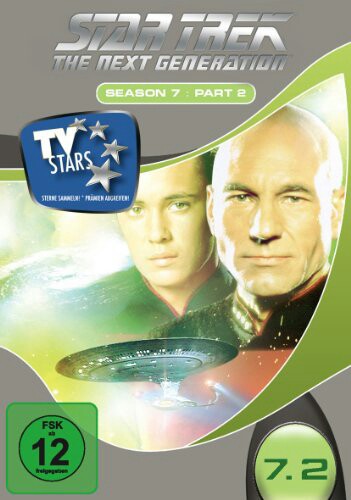 STAR TREK
THE NEXT GENERATION
SEASON 7 : PART 2
TV
STARS
STERNE SAMMELN! * PRÄMIEN ABGREIFEN!
FSK
ab
12
freigegeben
7.2